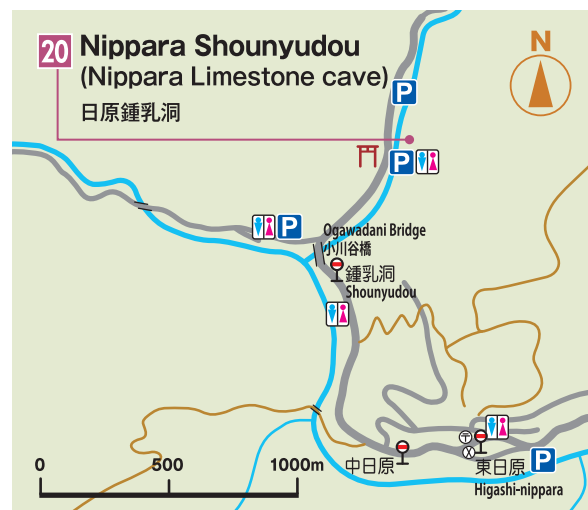 20 Nippara Shounyudou
(Nippara Limestone cave)
日原鍾乳洞
N
P
P
P
Ogawadani Bridge
小川谷橋
鍾乳洞
Shounyudou
中日原
東日原
Higashi-nippara
P
〒
X
0 500 1000m